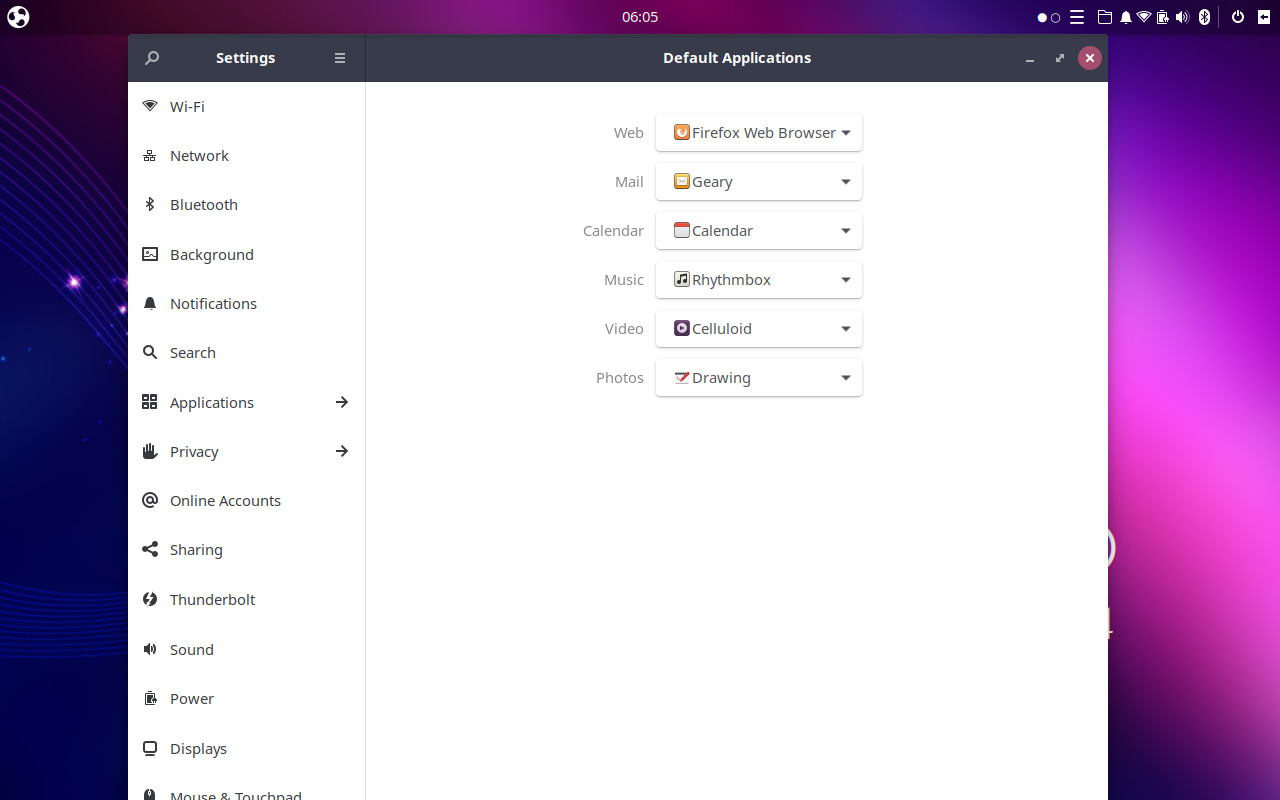 06:05
Settings
Default Applications
Wi-Fi
Network
Bluetooth
Background
Notifications
Search
Applications
Privacy
Online Accounts
Sharing
Thunderbolt
Sound
Power
Displays
Mouse & Touchpad
Web Firefox Web Browser
Mail Geary
Calendar Calendar
Music Rhythmbox
Video Celluloid
Photos Drawing